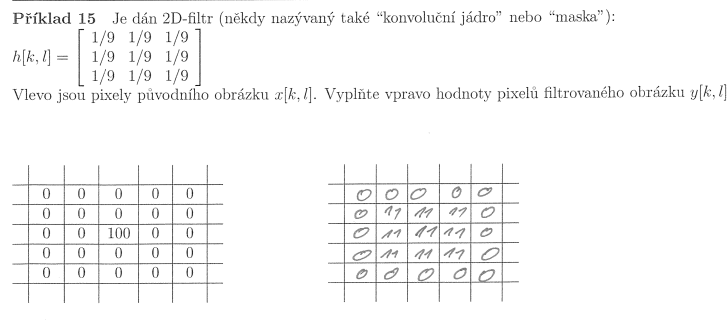 Příklad 15 Je dán 2D-filtr (někdy nazývaný také “konvoluční jádro” nebo “maska”):
h[k, l] = [ 1/9 1/9 1/9
1/9 1/9 1/9
1/9 1/9 1/9 ]
Vlevo jsou pixely původního obrázku x[k, l]. Vyplňte vpravo hodnoty pixelů filtrovaného obrázku y[k, l]
0 0 0 0 0
0 0 0 0 0
0 0 100 0 0
0 0 0 0 0
0 0 0 0 0
0 0 0 0 0
0 11 11 11 0
0 11 11 11 0
0 11 11 11 0
0 0 0 0 0